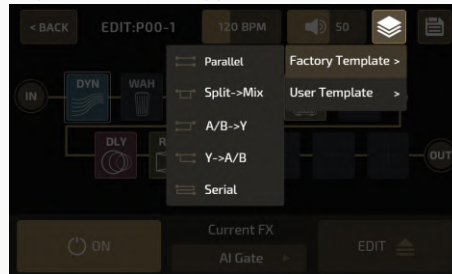 < BACK EDIT:P00-1 120 BPM 50
Parallel
Split->Mix
A/B->Y
Y->A/B
Serial
Factory Template >
User Template >
IN DYN WAH
DLY R OUT
ON
Current FX
AI Gate
EDIT